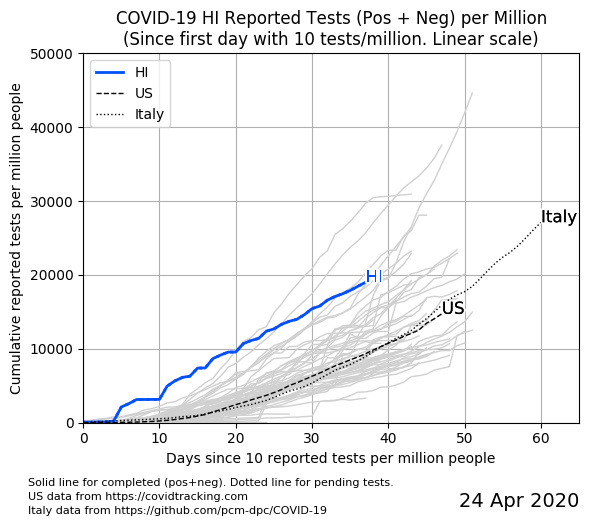 COVID-19 HI Reported Tests (Pos + Neg) per Million
(Since first day with 10 tests/million. Linear scale)
50000
40000
30000
20000
10000
0
Cumulative reported tests per million people
HI
US
Italy
Italy
HI
US
0 10 20 30 40 50 60
Days since 10 reported tests per million people
Solid line for completed (pos+neg). Dotted line for pending tests.
US data from https://covidtracking.com
Italy data from https://github.com/pcm-dpc/COVID-19
24 Apr 2020